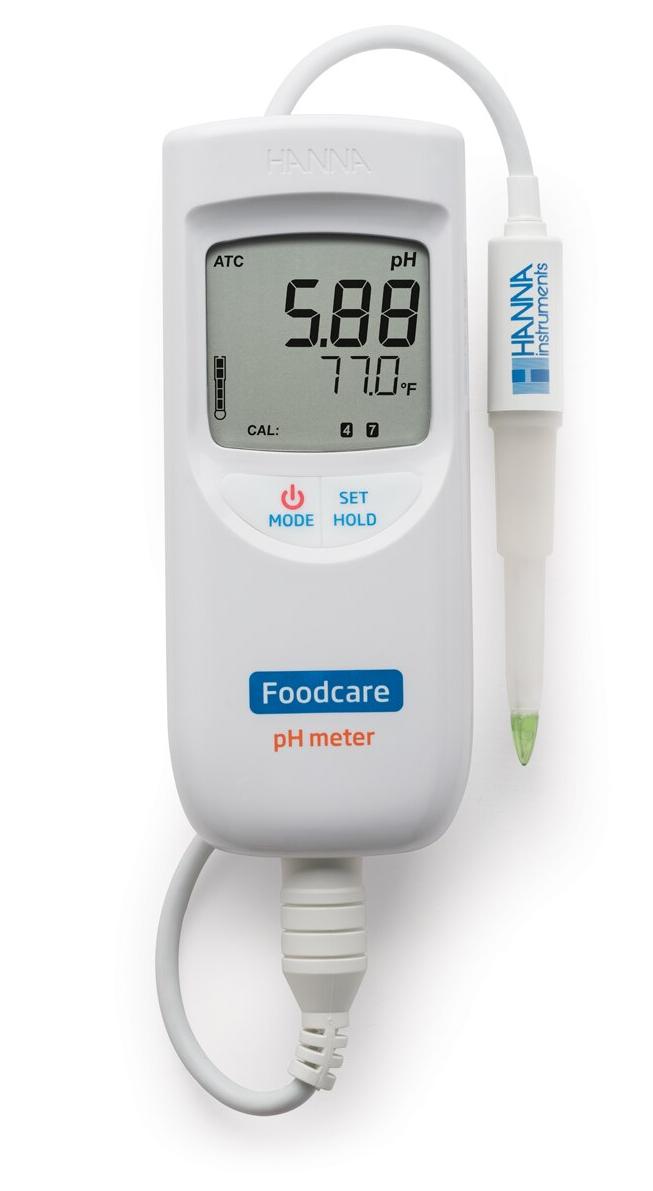 HANNA
ATC pH
5.88
77.0°F
CAL: 4 7
MODE
SET
HOLD
HANNA
instruments
Foodcare
pH meter